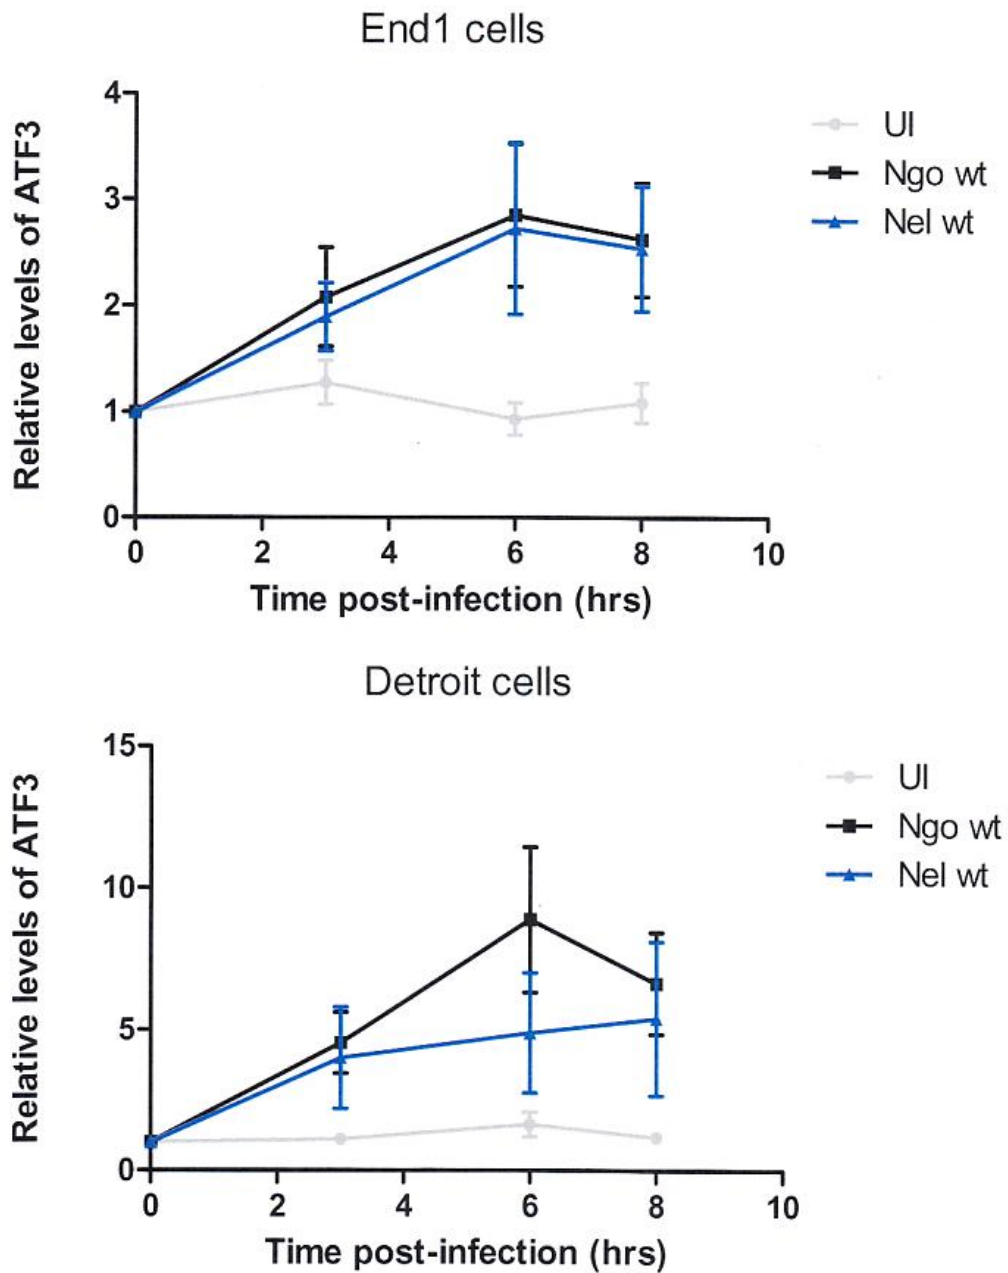 End1 cells
4
3
2
1
0
Relative levels of ATF3
0 2 4 6 8 10
Time post-infection (hrs)
UI
Ngo wt
Nel wt
Detroit cells
15
10
5
0
Relative levels of ATF3
0 2 4 6 8 10
Time post-infection (hrs)
UI
Ngo wt
Nel wt